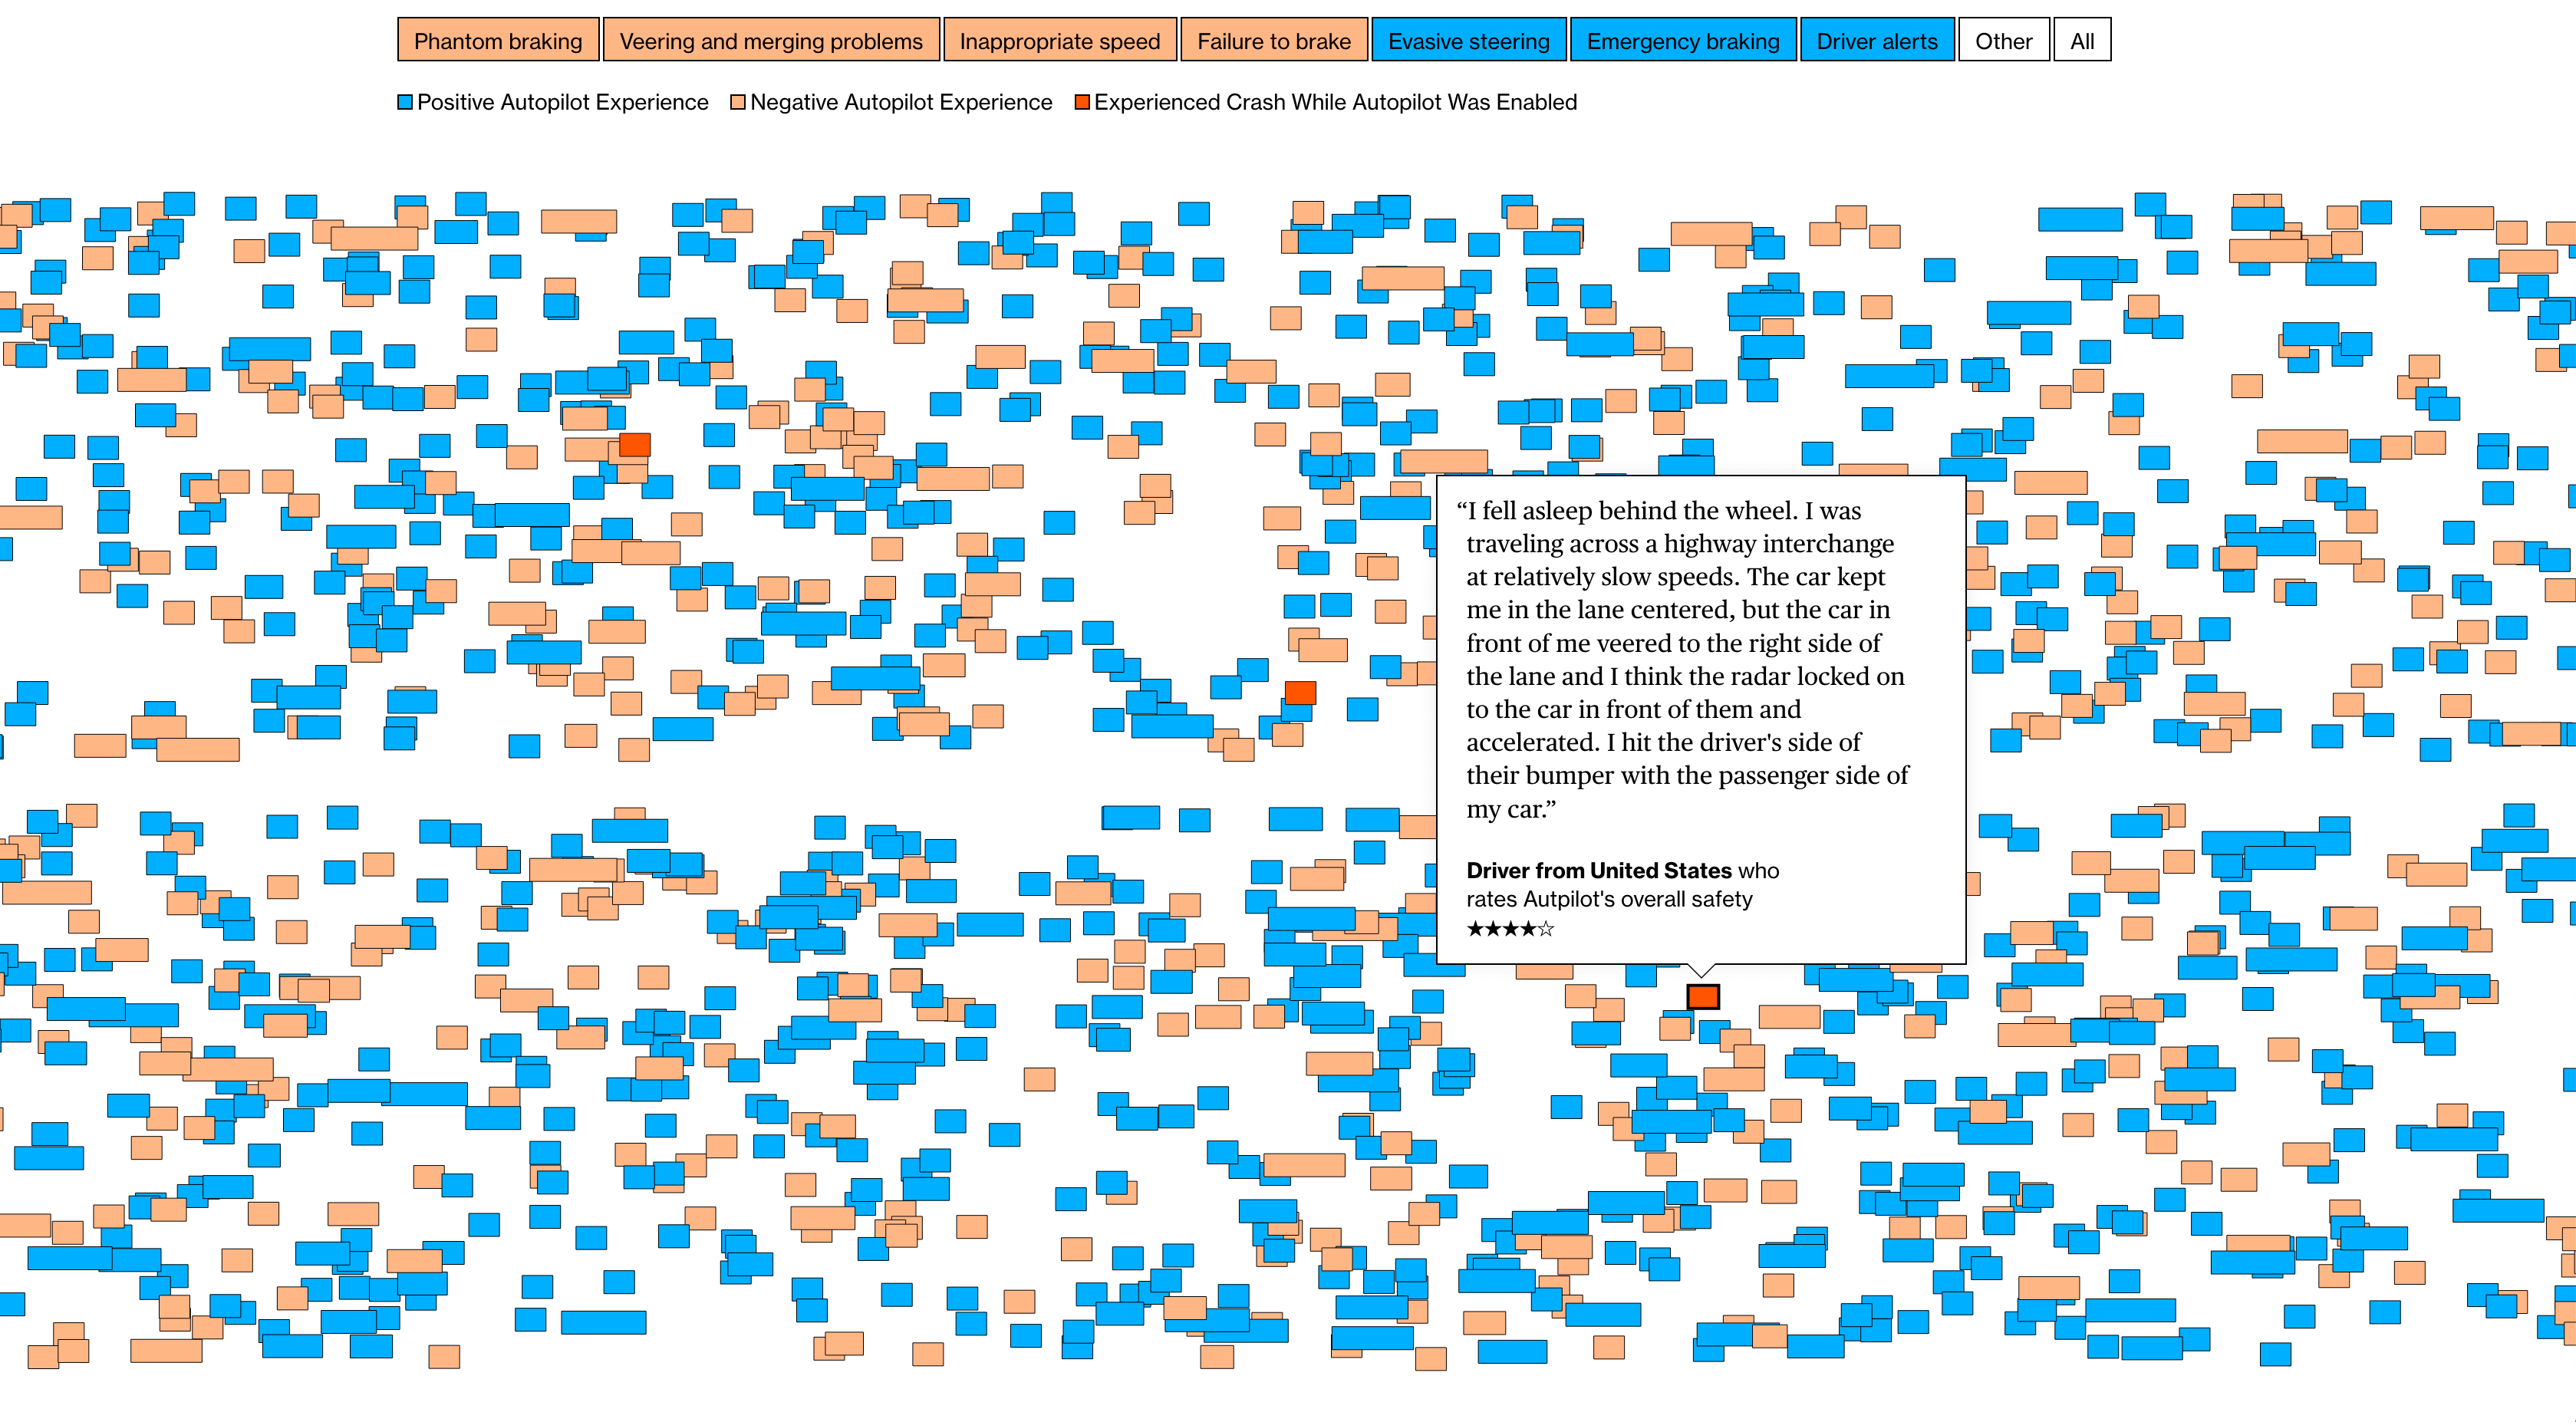 Phantom braking
Veering and merging problems
Inappropriate speed
Failure to brake
Evasive steering
Emergency braking
Driver alerts
Other
All
Positive Autopilot Experience
Negative Autopilot Experience
Experienced Crash While Autopilot Was Enabled
“I fell asleep behind the wheel. I was
traveling across a highway interchange
at relatively slow speeds. The car kept
me in the lane centered, but the car in
front of me veered to the right side of
the lane and I think the radar locked on
to the car in front of them and
accelerated. I hit the driver's side of
their bumper with the passenger side of
my car.”
Driver from United States who
rates Autpilot's overall safety
★★★★☆